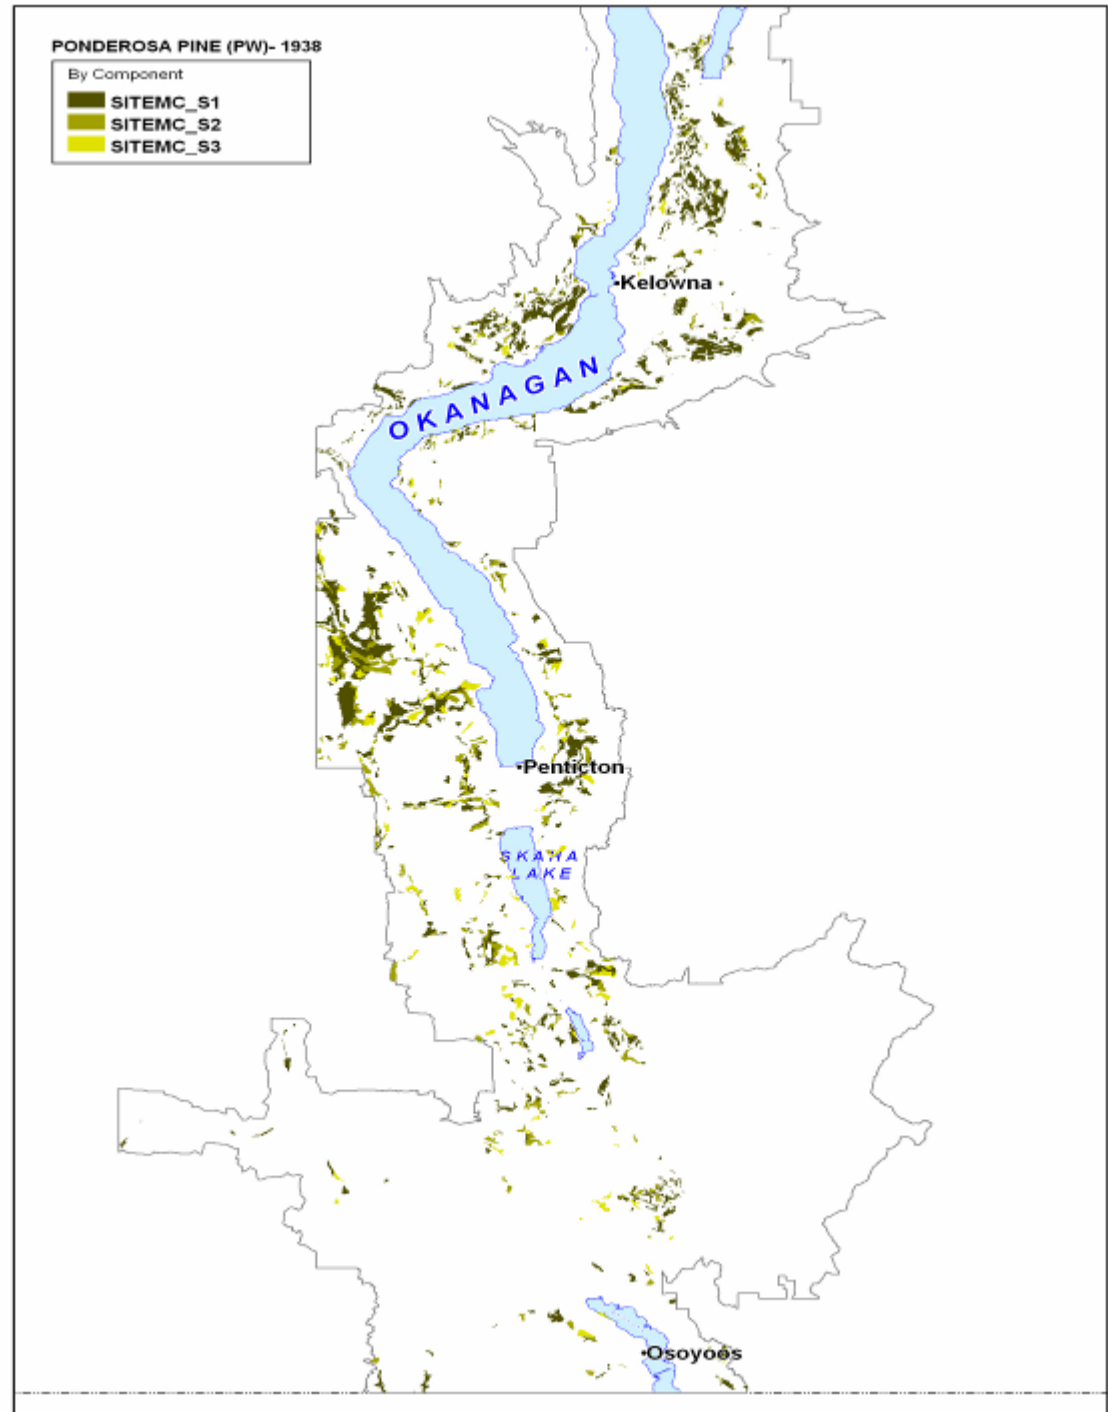 PONDEROSA PINE (PW)- 1938
By Component
SITEMC_S1
SITEMC_S2
SITEMC_S3
Kelowna
OKANAGAN
Penticton
SKAHA
LAKE
Osoyoos